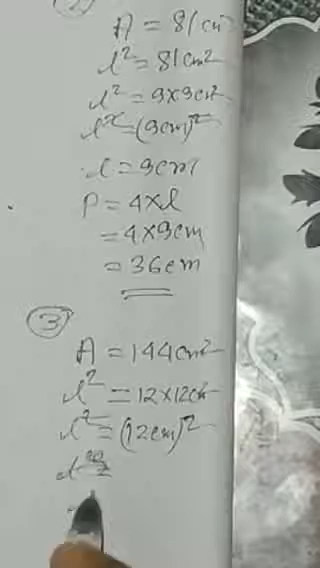 A = 81cm²
l² = 81cm²
l² = 9×9cm²
l² = (9cm)²
l = 9cm
P = 4×l
= 4×9cm
= 36cm
3
A = 144cm²
l² = 12×12cm²
l² = (12cm)²